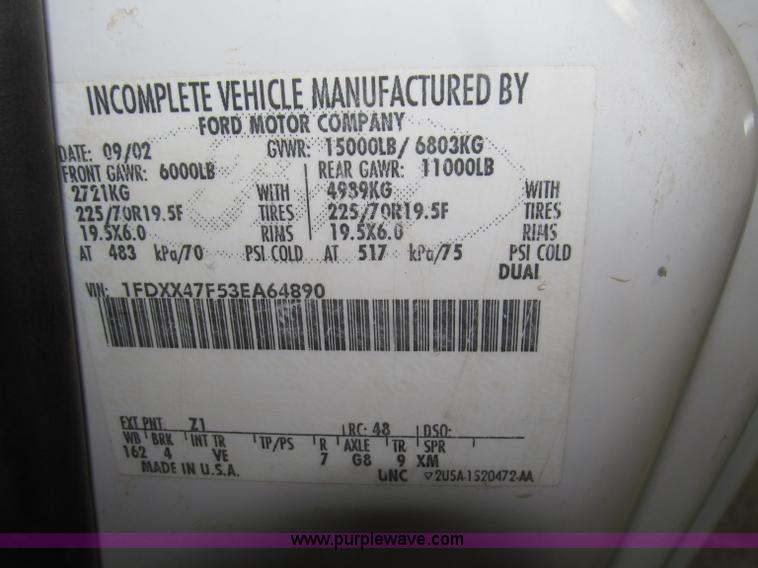 INCOMPLETE VEHICLE MANUFACTURED BY
FORD MOTOR COMPANY
DATE: 09/02 GVWR: 15000LB/ 6803KG
FRONT GAWR: 6000LB REAR GAWR: 11000LB
2721KG WITH 4989KG WITH
225/70R19.5F TIRES 225/70R19.5F TIRES
19.5X6.0 RIMS 19.5X6.0 RIMS
AT 483 kPa/70 PSI COLD AT 517 kPa/75 PSI COLD
DUAL
VIN: 1FDXX47F53EA64890
EXT PNT: Z1 RC: 48 DSO:
WB BRK INT TR TP/PS R AXLE TR SPR
162 4 VE 7 G8 9 XM
MADE IN U.S.A. UNC 2U5A-1520472-AA
www.purplewave.com